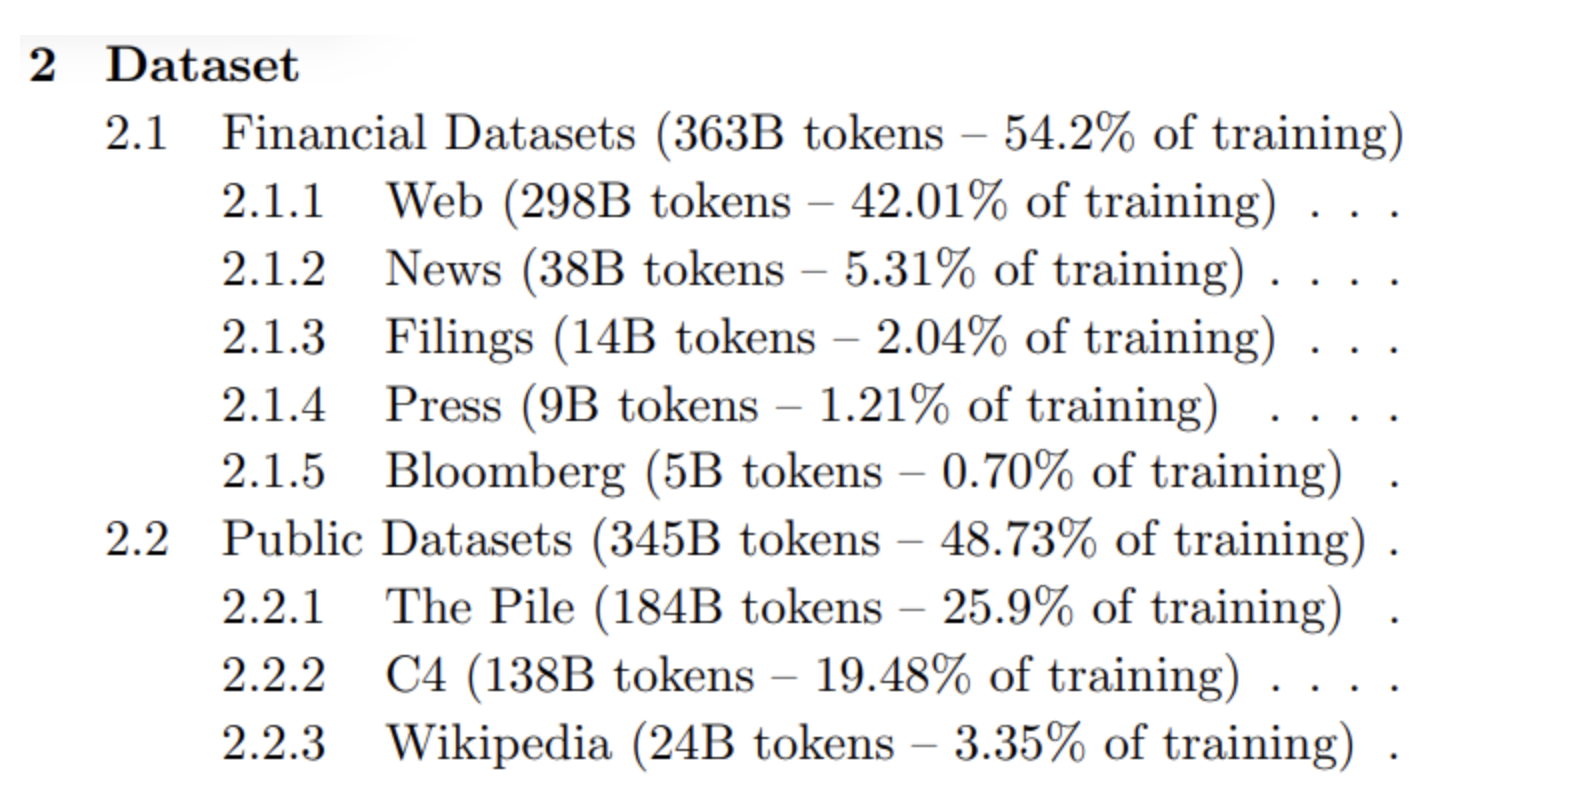 2 Dataset
2.1 Financial Datasets (363B tokens – 54.2% of training)
2.1.1 Web (298B tokens – 42.01% of training) . . .
2.1.2 News (38B tokens – 5.31% of training) . . . .
2.1.3 Filings (14B tokens – 2.04% of training) . . .
2.1.4 Press (9B tokens – 1.21% of training) . . . .
2.1.5 Bloomberg (5B tokens – 0.70% of training) .
2.2 Public Datasets (345B tokens – 48.73% of training) .
2.2.1 The Pile (184B tokens – 25.9% of training) .
2.2.2 C4 (138B tokens – 19.48% of training) . . . .
2.2.3 Wikipedia (24B tokens – 3.35% of training) .